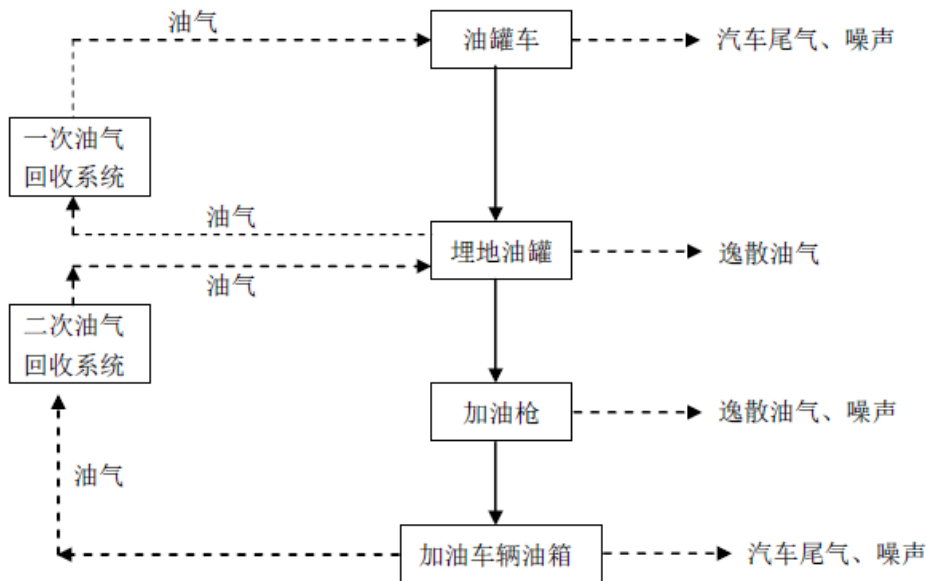 油气
油罐车
汽车尾气、噪声
一次油气
回收系统
油气
埋地油罐
逸散油气
油气
二次油气
回收系统
加油枪
逸散油气、噪声
油气
加油车辆油箱
汽车尾气、噪声